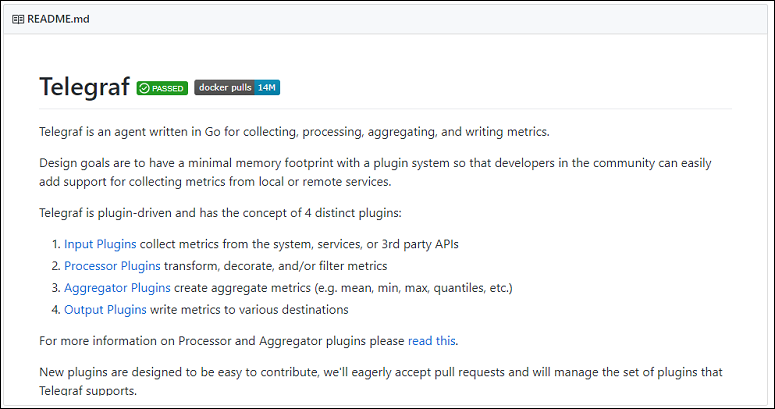 README.md
Telegraf PASSED docker pulls 14M
Telegraf is an agent written in Go for collecting, processing, aggregating, and writing metrics.
Design goals are to have a minimal memory footprint with a plugin system so that developers in the community can easily
add support for collecting metrics from local or remote services.
Telegraf is plugin-driven and has the concept of 4 distinct plugins:
1. Input Plugins collect metrics from the system, services, or 3rd party APIs
2. Processor Plugins transform, decorate, and/or filter metrics
3. Aggregator Plugins create aggregate metrics (e.g. mean, min, max, quantiles, etc.)
4. Output Plugins write metrics to various destinations
For more information on Processor and Aggregator plugins please read this.
New plugins are designed to be easy to contribute, we'll eagerly accept pull requests and will manage the set of plugins that
Telegraf supports.